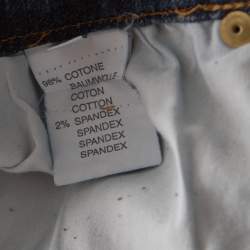 98% COTONE
BAUMWOLLE
COTON
COTTON
2% SPANDEX
SPANDEX
SPANDEX
SPANDEX